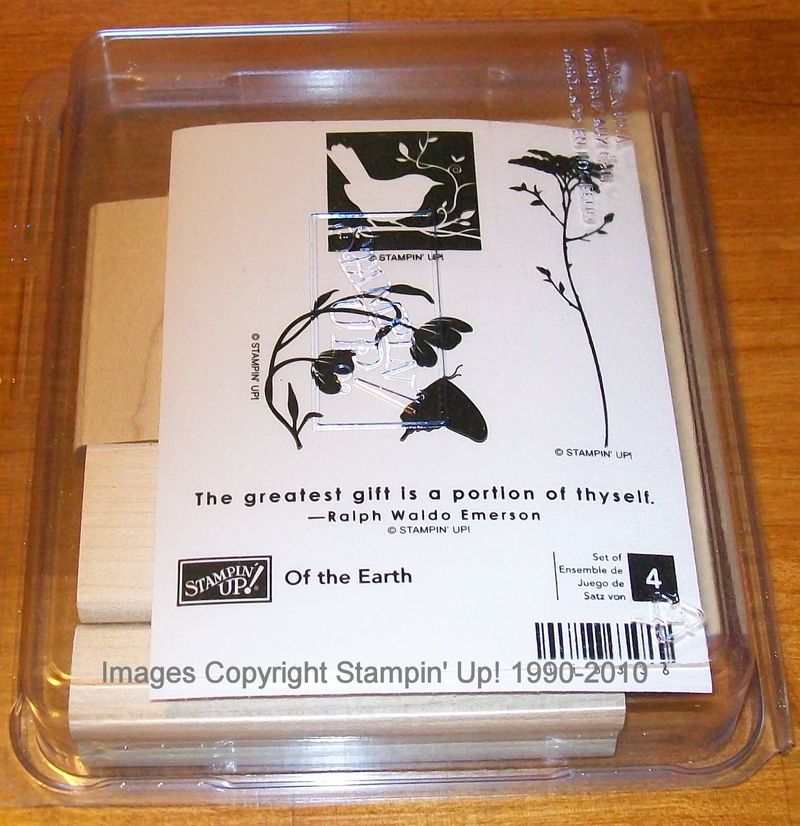 © STAMPIN' UP!
© STAMPIN' UP!
© STAMPIN' UP!
The greatest gift is a portion of thyself.
—Ralph Waldo Emerson
© STAMPIN' UP!
STAMPIN' UP!®
Of the Earth
Set of
Ensemble de
Juego de
Satz von
4
Images Copyright Stampin' Up! 1990-2010